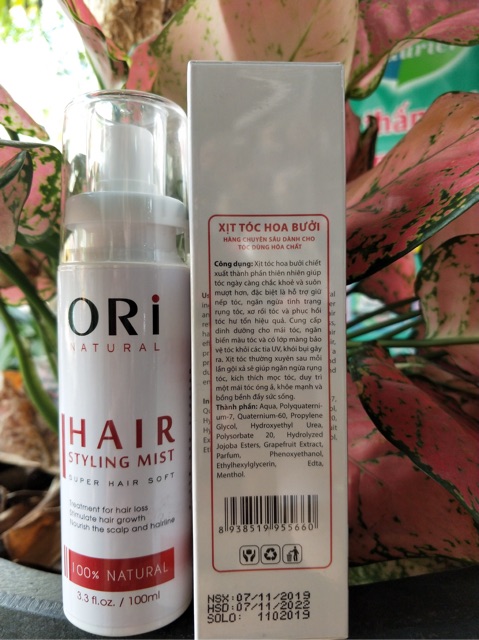 ORi
NATURAL
HAIR
STYLING MIST
SUPER HAIR SOFT
Treatment for hair loss
Stimulate hair growth
Nourish the scalp and hairline
100% NATURAL
3.3 fl.oz. / 100ml
XỊT TÓC HOA BƯỞI
HÀNG CHUYÊN SÂU DÀNH CHO
TÓC DÙNG HÓA CHẤT
Công dụng: Xịt tóc hoa bưởi chiết
xuất thành phần thiên nhiên giúp
tóc ngày càng chắc khoẻ và suôn
mượt hơn, đặc biệt là hỗ trợ giữ
nếp tóc, ngăn ngừa tình trạng
rụng tóc, xơ rối tóc và phục hồi
tóc hư tổn hiệu quả. Cung cấp
dinh dưỡng cho mái tóc, ngăn
biến màu tóc và có lớp màng bảo
vệ tóc khỏi các tia UV, khói bụi gây
ra. Xịt tóc thường xuyên sau mỗi
lần gội xả sẽ giúp ngăn ngừa rụng
tóc, kích thích mọc tóc, duy trì
một mái tóc óng ả, khỏe mạnh và
bồng bềnh đầy sức sống.
Thành phần: Aqua, Polyquaterni-
um-7, Quaternium-60, Propylene
Glycol, Hydroxyethyl Urea,
Polysorbate 20, Hydrolyzed
Jojoba Esters, Grapefruit Extract,
Parfum, Phenoxyethanol,
Ethylhexylglycerin, Edta,
Menthol.
8 938519 955660
NSX: 07/11/2019
HSD: 07/11/2022
SOLO: 1102019